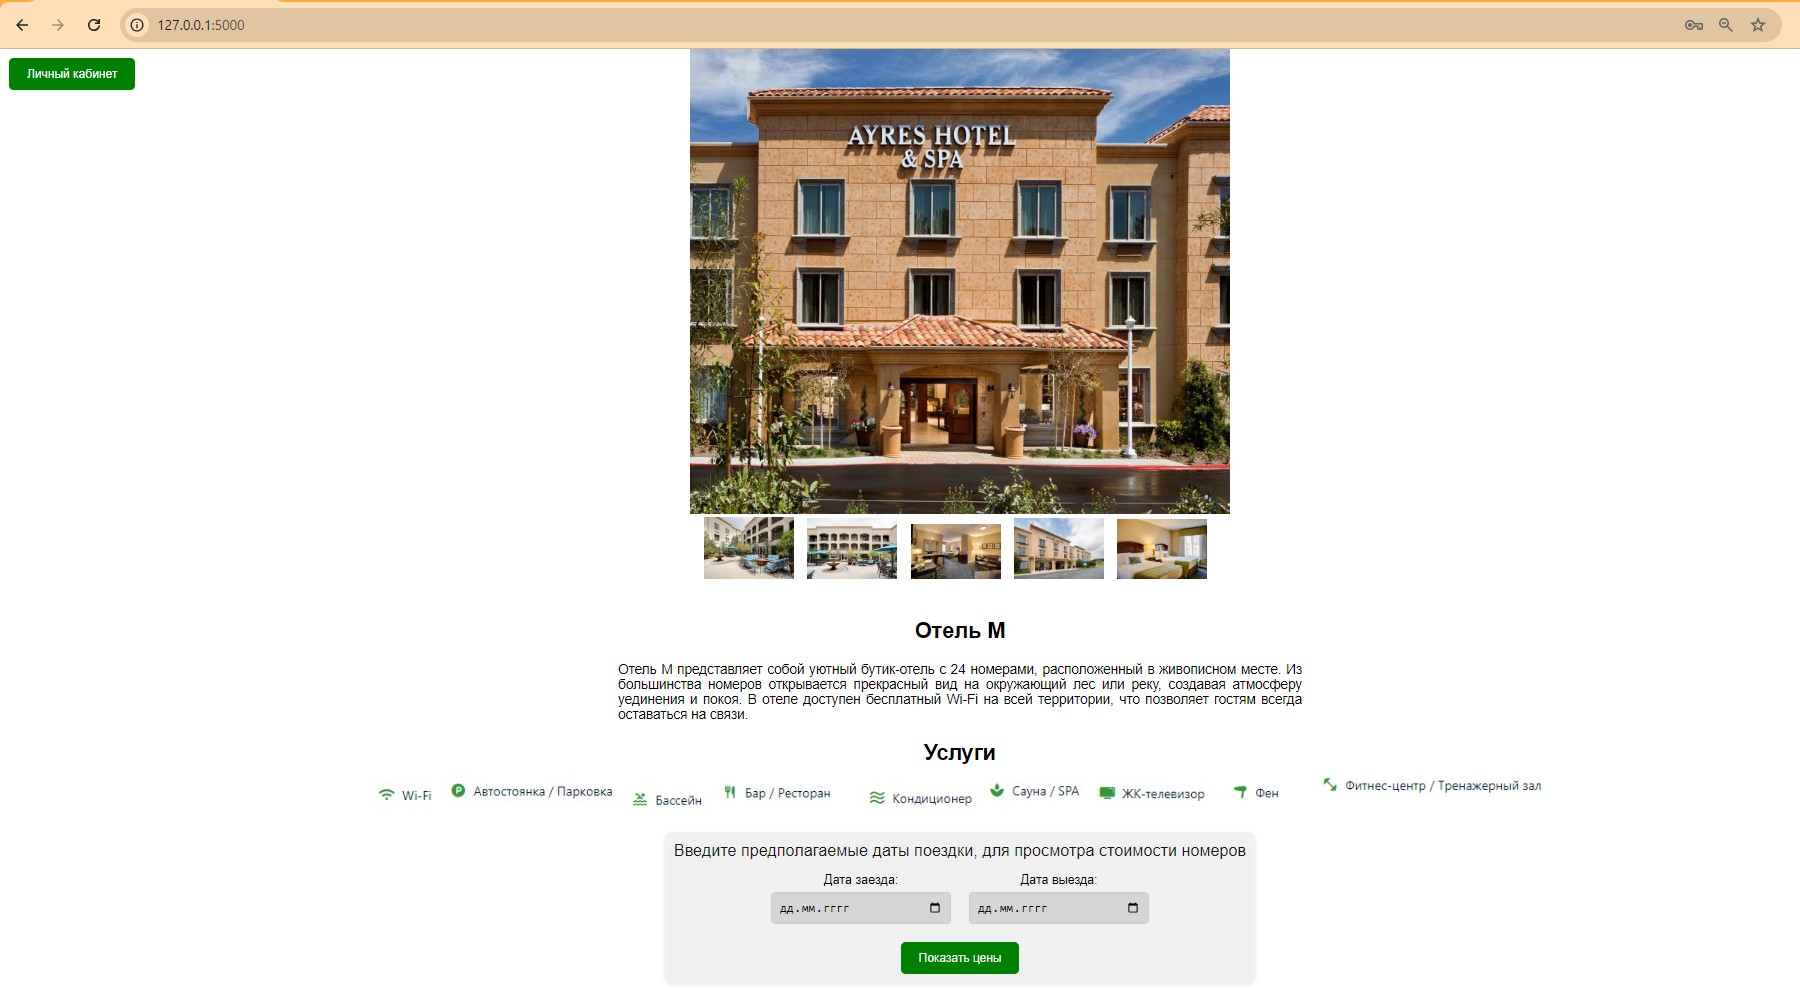 127.0.0.1:5000
Личный кабинет
AYRES HOTEL
& SPA
Отель М
Отель М представляет собой уютный бутик-отель с 24 номерами, расположенный в живописном месте. Из
большинства номеров открывается прекрасный вид на окружающий лес или реку, создавая атмосферу
уединения и покоя. В отеле доступен бесплатный Wi-Fi на всей территории, что позволяет гостям всегда
оставаться на связи.
Услуги
Wi-Fi
Автостоянка / Парковка
Бассейн
Бар / Ресторан
Кондиционер
Сауна / SPA
ЖК-телевизор
Фен
Фитнес-центр / Тренажерный зал
Введите предполагаемые даты поездки, для просмотра стоимости номеров
Дата заезда:
Дата выезда:
дд.мм.гггг
дд.мм.гггг
Показать цены